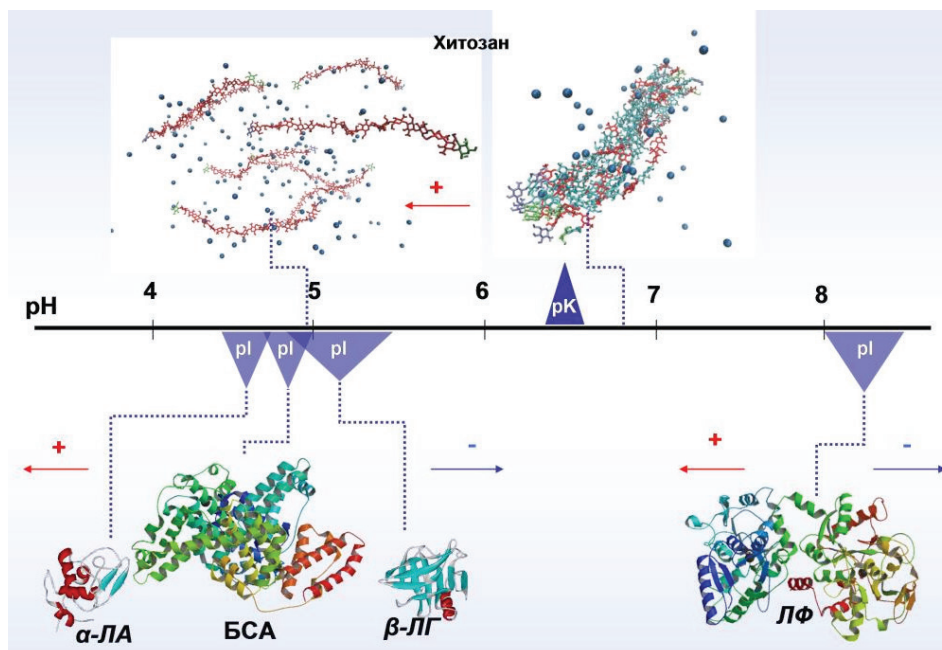 Хитозан
+
4 5 6 7 8
pH
pK
pI pI pI pI
+ - + -
α-ЛА БСА β-ЛГ ЛФ